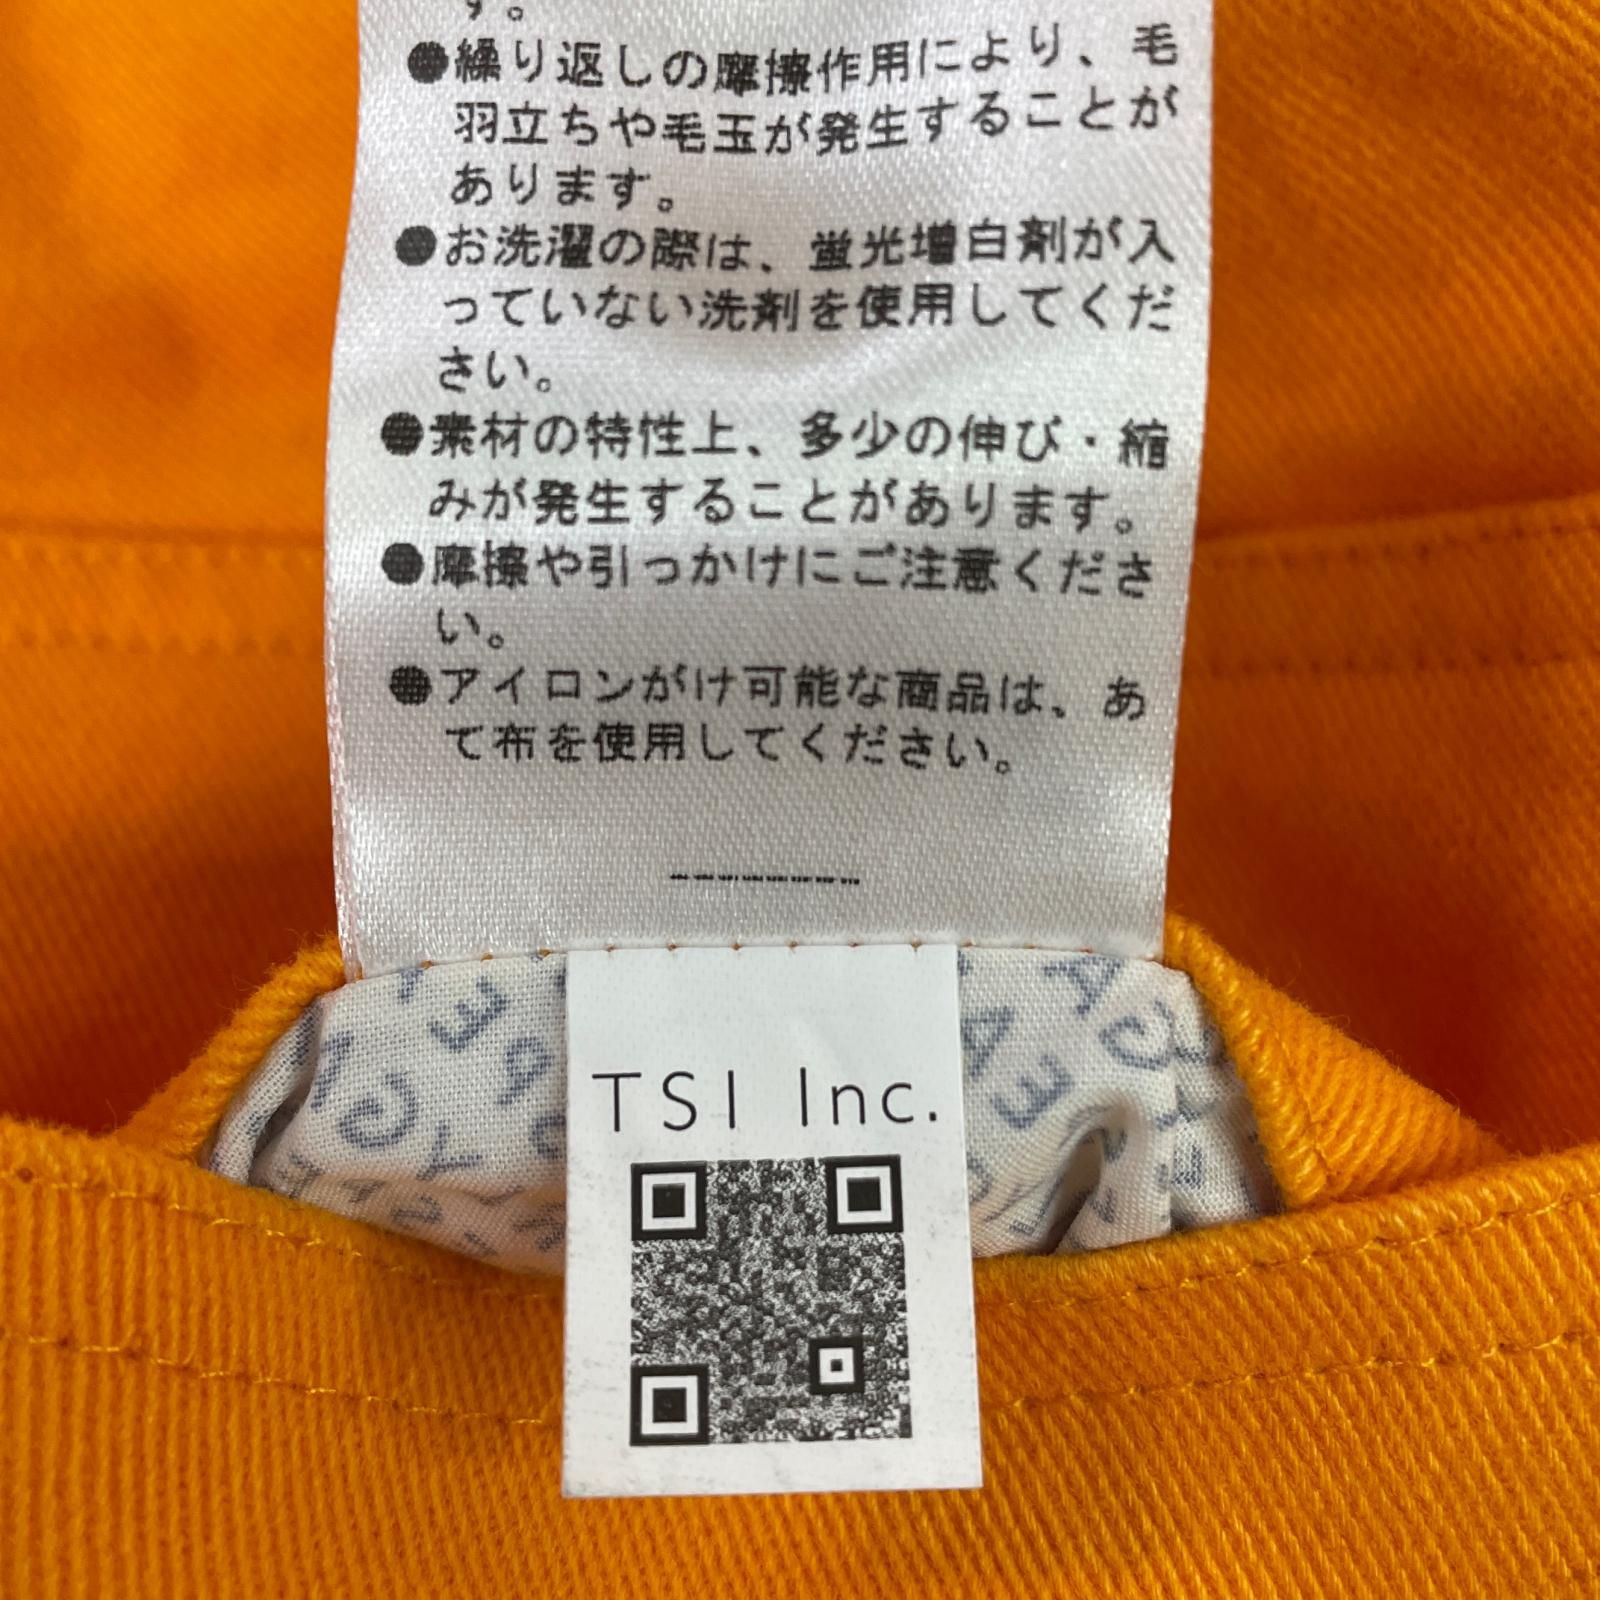 す。
●繰り返しの摩擦作用により、毛
羽立ちや毛玉が発生することが
あります。
●お洗濯の際は、蛍光増白剤が入
っていない洗剤を使用してくだ
さい。
●素材の特性上、多少の伸び・縮
みが発生することがあります。
●摩擦や引っかけにご注意くださ
い。
●アイロンがけ可能な商品は、あ
て布を使用してください。
TSI Inc.